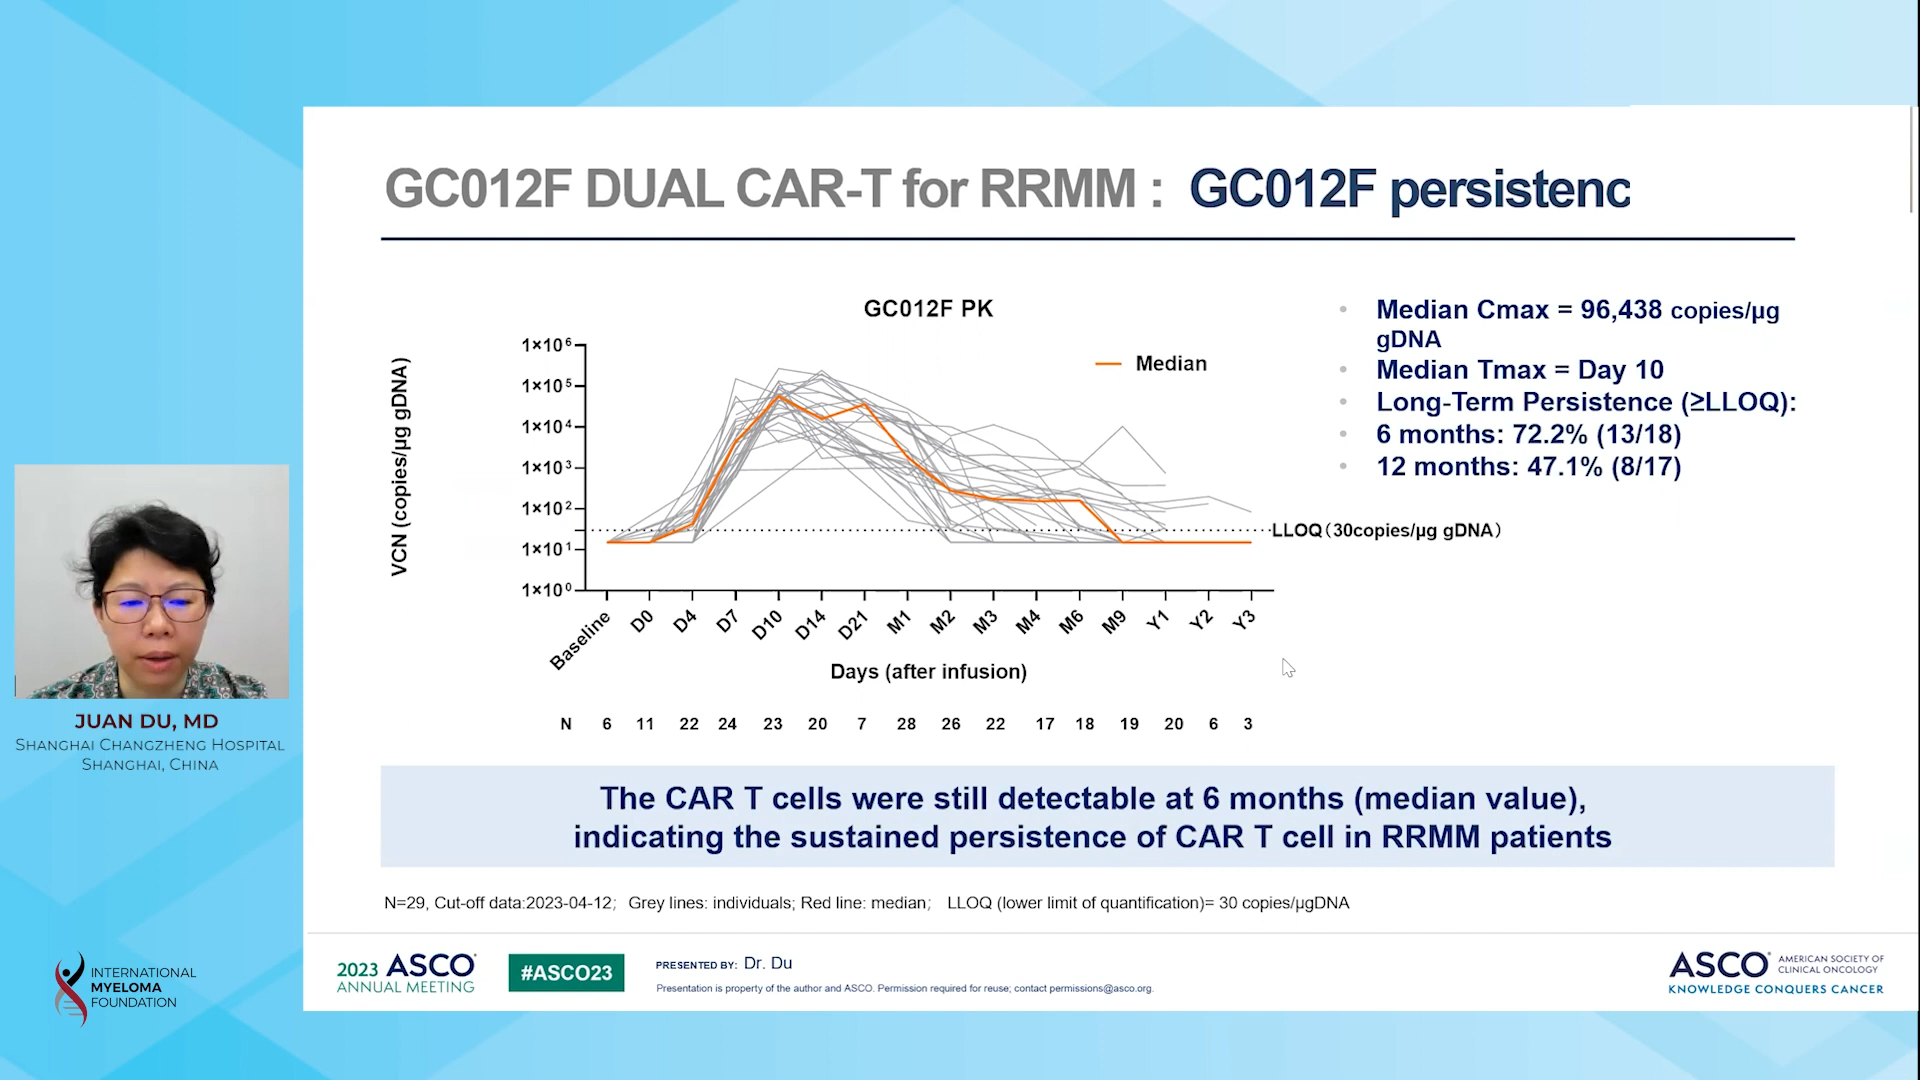 GC012F DUAL CAR-T for RRMM : GC012F persistenc
GC012F PK
Median
VCN (copies/µg gDNA)
1×10⁶
1×10⁵
1×10⁴
1×10³
1×10²
1×10¹
1×10⁰
LLOQ（30copies/µg gDNA）
Baseline D0 D4 D7 D10 D14 D21 M1 M2 M3 M4 M6 M9 Y1 Y2 Y3
Days (after infusion)
N 6 11 22 24 23 20 7 28 26 22 17 18 19 20 6 3
• Median Cmax = 96,438 copies/µg
gDNA
• Median Tmax = Day 10
• Long-Term Persistence (≥LLOQ):
• 6 months: 72.2% (13/18)
• 12 months: 47.1% (8/17)
The CAR T cells were still detectable at 6 months (median value),
indicating the sustained persistence of CAR T cell in RRMM patients
N=29, Cut-off data:2023-04-12； Grey lines: individuals; Red line: median； LLOQ (lower limit of quantification)= 30 copies/µgDNA
JUAN DU, MD
SHANGHAI CHANGZHENG HOSPITAL
SHANGHAI, CHINA
INTERNATIONAL
MYELOMA
FOUNDATION
2023 ASCO
ANNUAL MEETING
#ASCO23
PRESENTED BY: Dr. Du
Presentation is property of the author and ASCO. Permission required for reuse; contact permissions@asco.org.
ASCO AMERICAN SOCIETY OF
CLINICAL ONCOLOGY
KNOWLEDGE CONQUERS CANCER